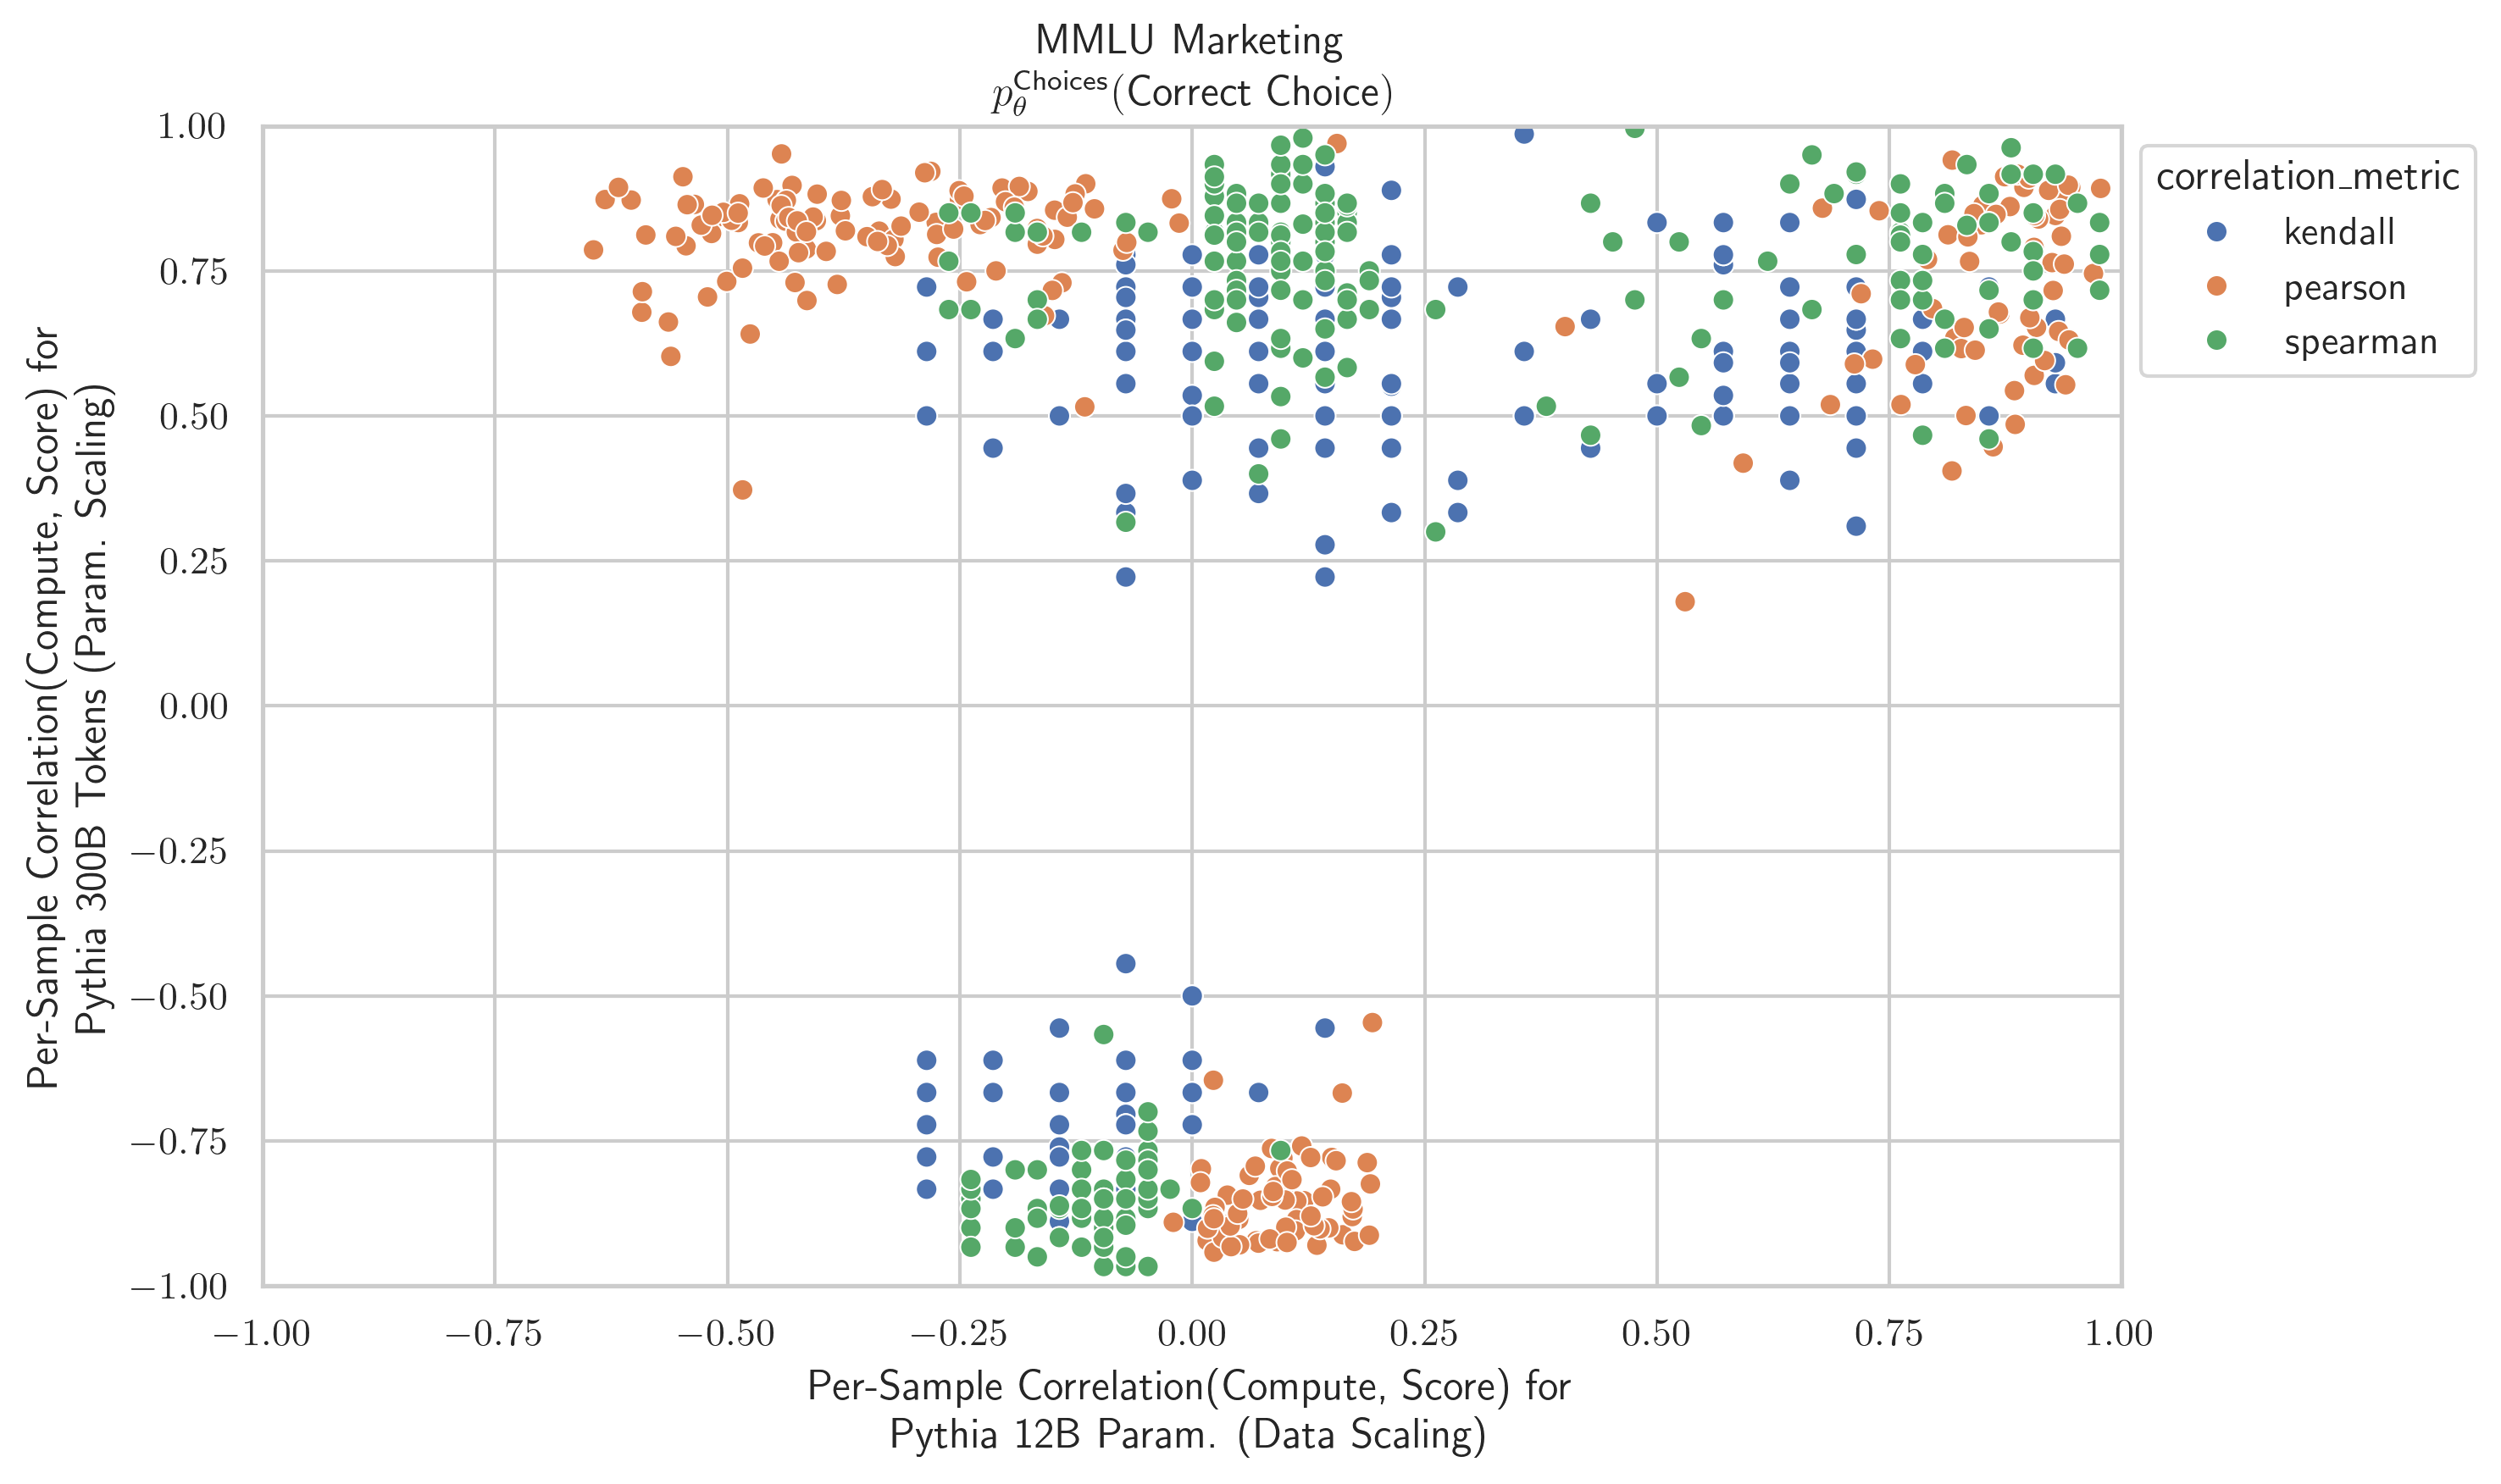 MMLU Marketing
p_θ^Choices(Correct Choice)
Per-Sample Correlation(Compute, Score) for
Pythia 300B Tokens (Param. Scaling)
1.00
0.75
0.50
0.25
0.00
−0.25
−0.50
−0.75
−1.00
−1.00 −0.75 −0.50 −0.25 0.00 0.25 0.50 0.75 1.00
Per-Sample Correlation(Compute, Score) for
Pythia 12B Param. (Data Scaling)
correlation_metric
kendall
pearson
spearman